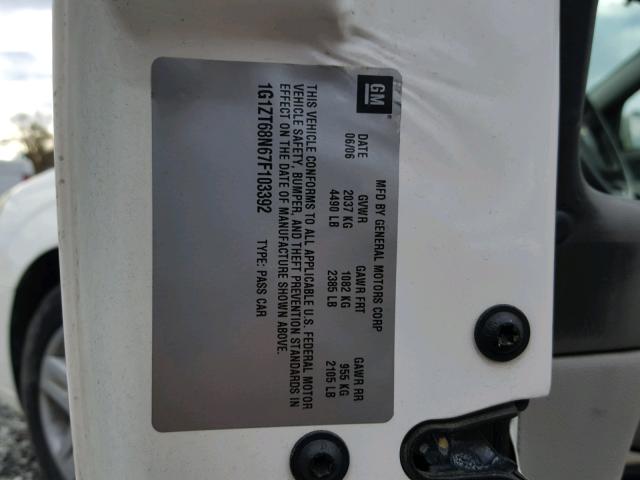 GM
MFD BY GENERAL MOTORS CORP
DATE GVWR GAWR FRT GAWR RR
06/06 2037 KG 1082 KG 955 KG
4490 LB 2385 LB 2105 LB
THIS VEHICLE CONFORMS TO ALL APPLICABLE U.S. FEDERAL MOTOR
VEHICLE SAFETY, BUMPER, AND THEFT PREVENTION STANDARDS IN
EFFECT ON THE DATE OF MANUFACTURE SHOWN ABOVE.
1G1ZT68N67F103392 TYPE: PASS CAR